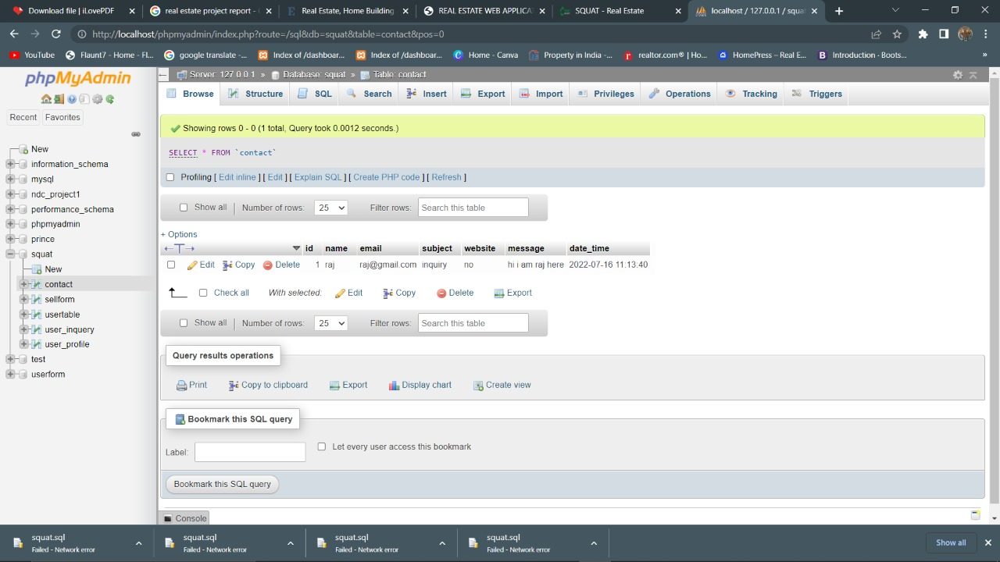 Download file | iLovePDF
real estate project report -
Real Estate, Home Building
REAL ESTATE WEB APPLICAT
SQUAT - Real Estate
localhost / 127.0.0.1 / squa
http://localhost/phpmyadmin/index.php?route=/sql&db=squat&table=contact&pos=0
YouTube
Flaunt7 - Home - Fl...
google translate -...
Index of /dashboar...
Index of /dashboar...
Home - Canva
Property in India -...
realtor.com® | Ho...
HomePress – Real E...
Introduction · Boots...
»
phpMyAdmin
Recent
Favorites
New
information_schema
mysql
ndc_project1
performance_schema
phpmyadmin
prince
squat
New
contact
sellform
usertable
user_inquery
user_profile
test
userform
Server: 127.0.0.1 » Database: squat » Table: contact
Browse
Structure
SQL
Search
Insert
Export
Import
Privileges
Operations
Tracking
Triggers
Showing rows 0 - 0 (1 total, Query took 0.0012 seconds.)
SELECT * FROM `contact`
Profiling [ Edit inline ] [ Edit ] [ Explain SQL ] [ Create PHP code ] [ Refresh ]
Show all | Number of rows: 25 Filter rows: Search this table
+ Options
id name email subject website message date_time
Edit Copy Delete 1 raj raj@gmail.com inquiry no hi i am raj here 2022-07-16 11:13:40
Check all With selected: Edit Copy Delete Export
Show all | Number of rows: 25 Filter rows: Search this table
Query results operations
Print Copy to clipboard Export Display chart Create view
Bookmark this SQL query
Label: Let every user access this bookmark
Bookmark this SQL query
Console
squat.sql
Failed - Network error
squat.sql
Failed - Network error
squat.sql
Failed - Network error
squat.sql
Failed - Network error
Show all